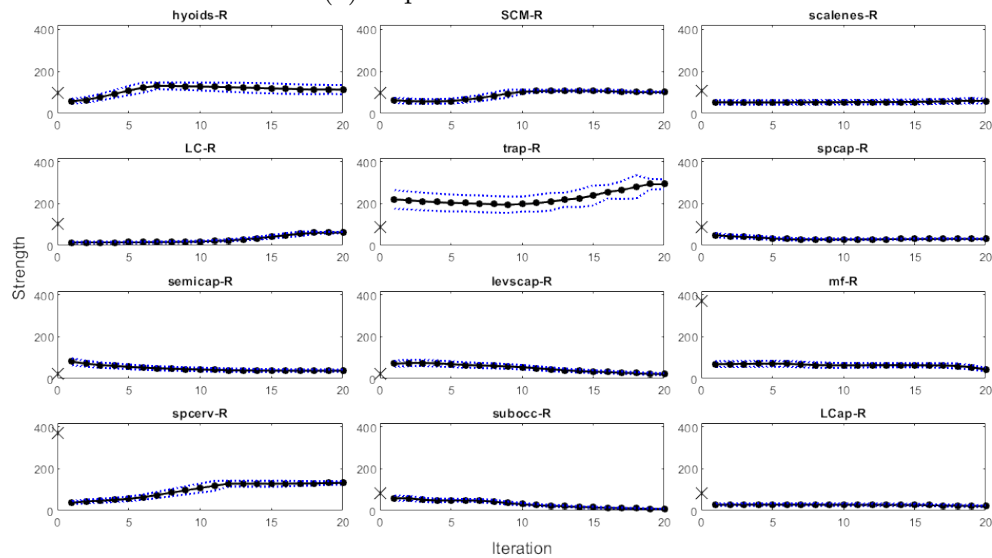 hyoids-R SCM-R scalenes-R
400 400 400
200 200 200
0 0 0
0 5 10 15 20 0 5 10 15 20 0 5 10 15 20
LC-R trap-R spcap-R
400 400 400
200 200 200
0 0 0
0 5 10 15 20 0 5 10 15 20 0 5 10 15 20
Strength
semicap-R levscap-R mf-R
400 400 400
200 200 200
0 0 0
0 5 10 15 20 0 5 10 15 20 0 5 10 15 20
spcerv-R subocc-R LCap-R
400 400 400
200 200 200
0 0 0
0 5 10 15 20 0 5 10 15 20 0 5 10 15 20
Iteration